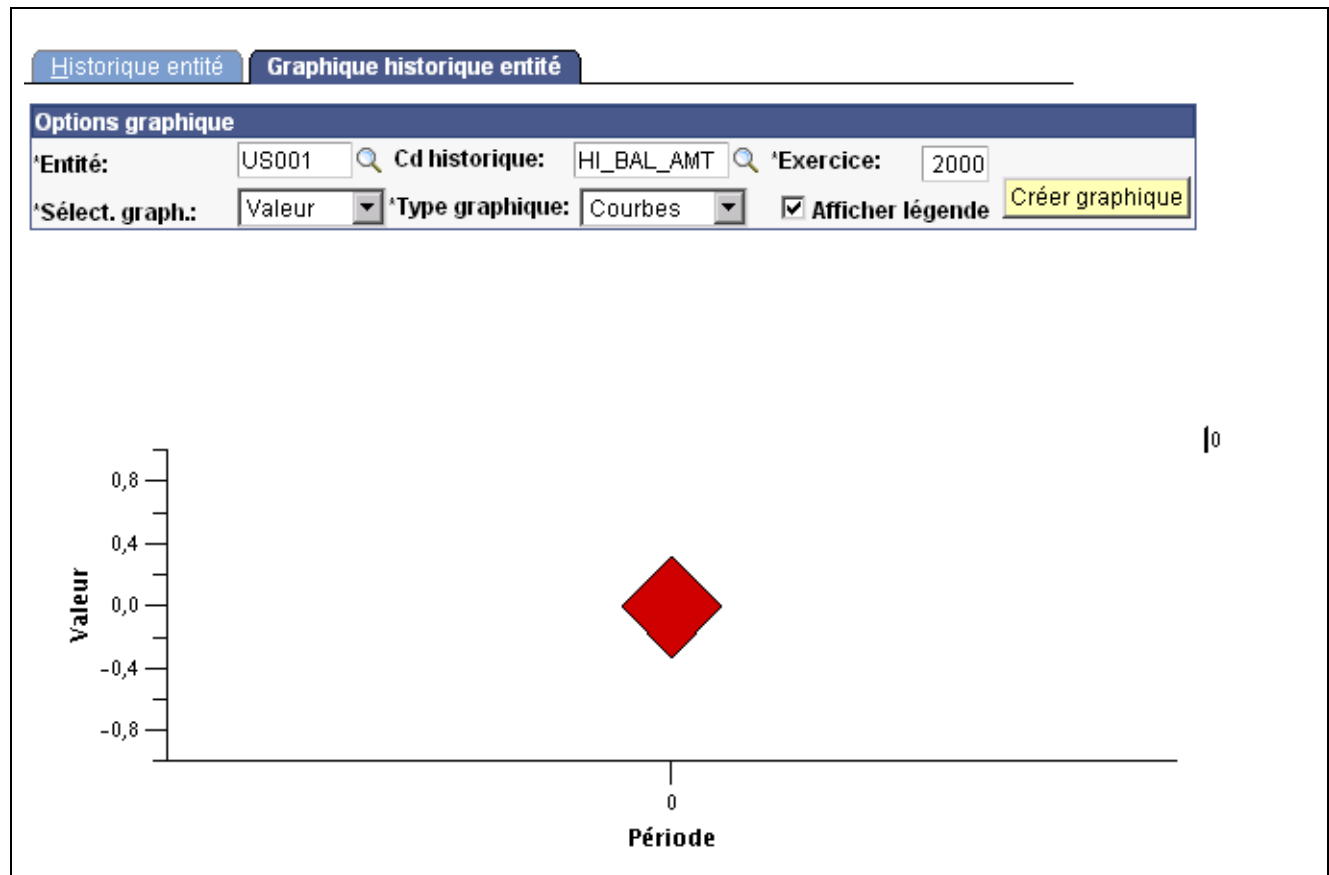 Historique entité Graphique historique entité
Options graphique
*Entité: US001 Cd historique: HI_BAL_AMT *Exercice: 2000
*Sélect. graph.: Valeur *Type graphique: Courbes Afficher légende Créer graphique
0
0,8
0,4
0,0
-0,4
-0,8
Valeur
0
Période